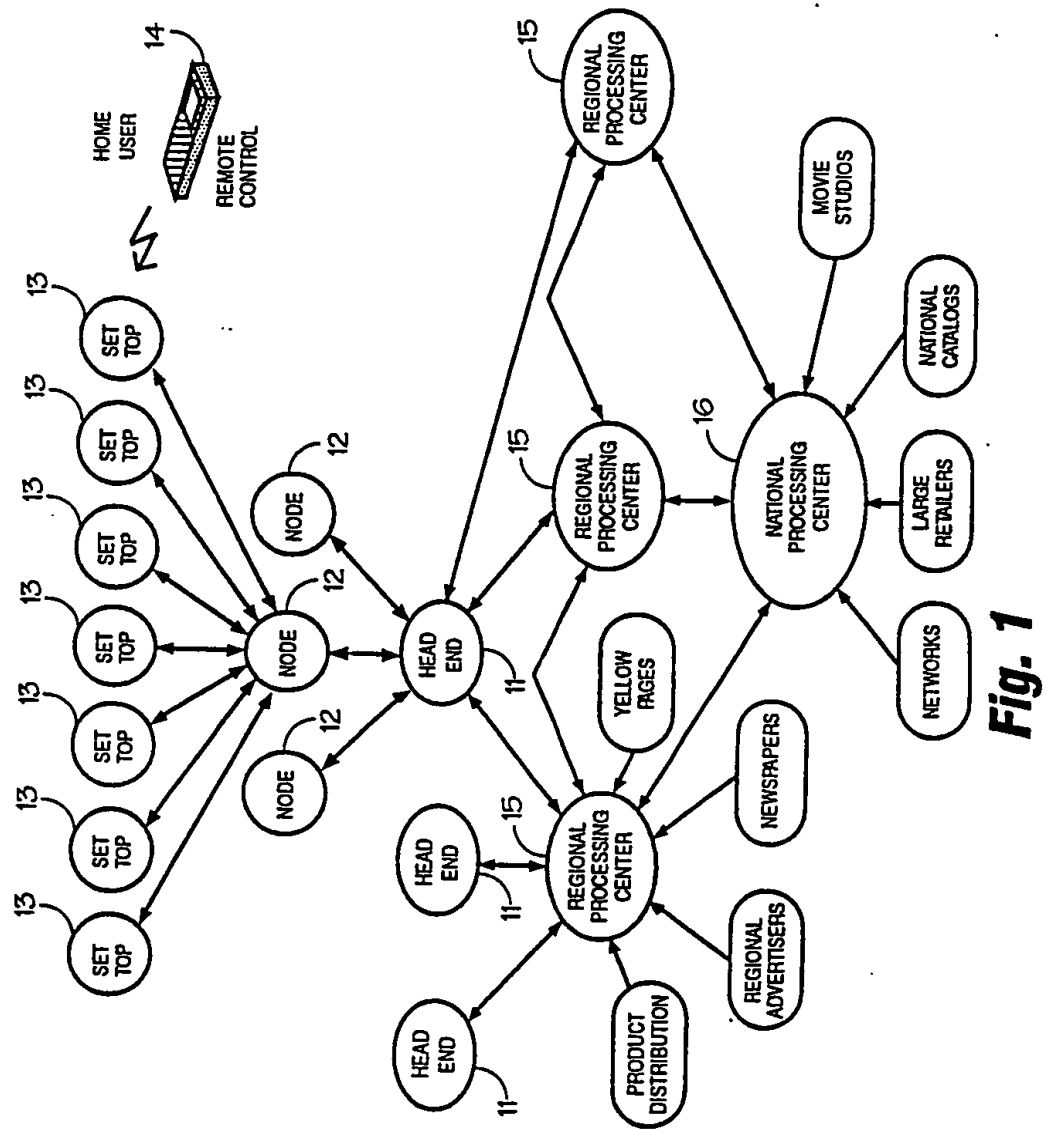 13
13
13
13
13
13
13
SET
TOP
SET
TOP
SET
TOP
SET
TOP
SET
TOP
SET
TOP
SET
TOP
HOME
USER
14
REMOTE
CONTROL
NODE
12
NODE
12
NODE
12
HEAD
END
11
HEAD
END
11
HEAD
END
11
15
REGIONAL
PROCESSING
CENTER
15
REGIONAL
PROCESSING
CENTER
15
REGIONAL
PROCESSING
CENTER
YELLOW
PAGES
PRODUCT
DISTRIBUTION
REGIONAL
ADVERTISERS
NEWSPAPERS
16
NATIONAL
PROCESSING
CENTER
MOVIE
STUDIOS
NETWORKS
LARGE
RETAILERS
NATIONAL
CATALOGS
Fig. 1